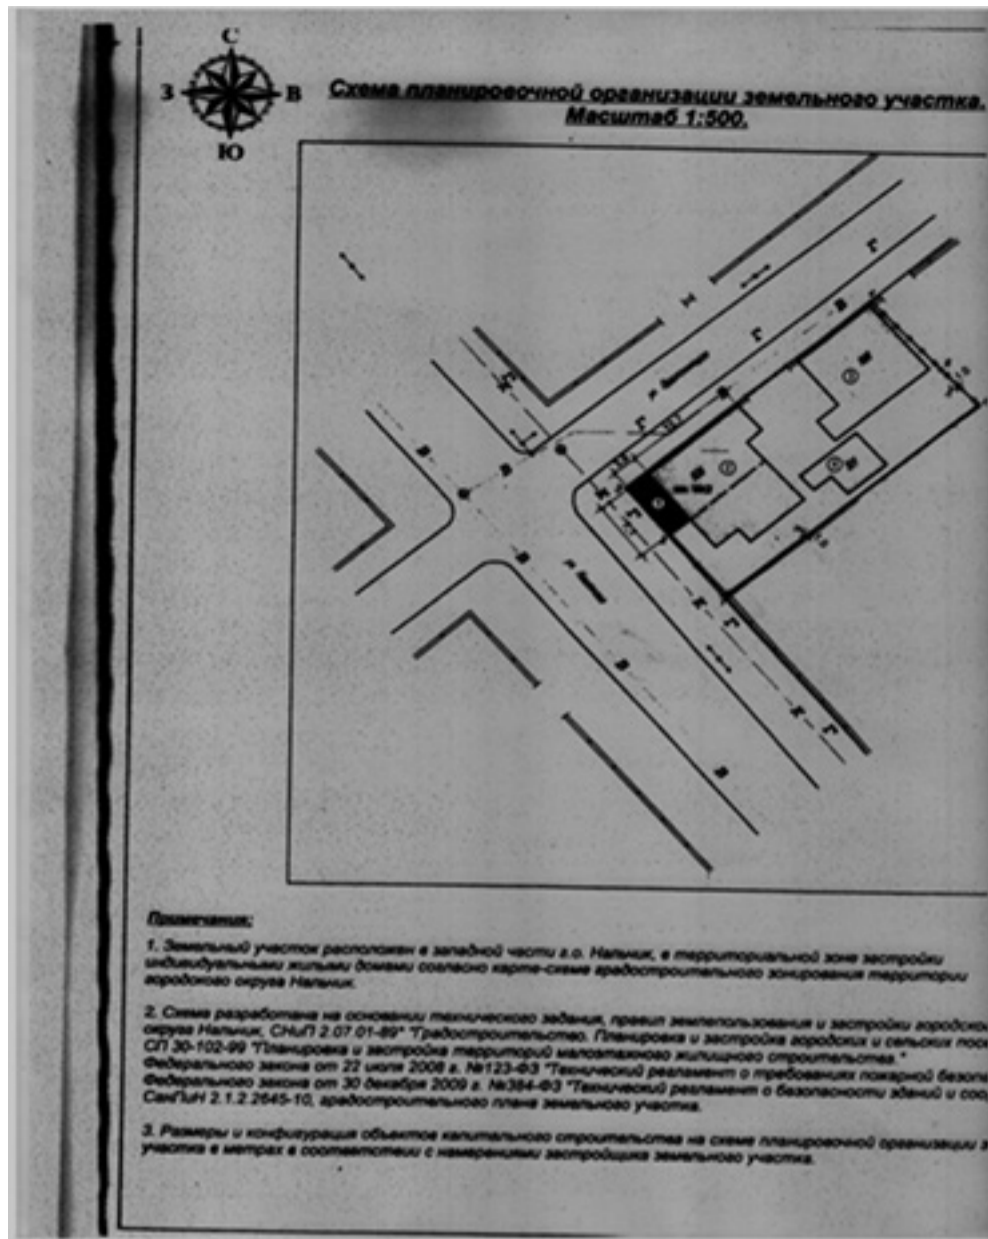 С
З В
Ю
Схема планировочной организации земельного участка.
Масштаб 1:500.
Г
В
Г
Г
Г
В
В
К
Г
В
К
Г
В
К
Г
В
Примечания:
1. Земельный участок расположен в западной части г.о. Нальчик, в территориальной зоне застройки
индивидуальными жилыми домами согласно карте-схеме градостроительного зонирования территории
городского округа Нальчик.
2. Схема разработана на основании технического задания, правил землепользования и застройки городско
округа Нальчик, СНиП 2.07.01-89* "Градостроительство. Планировка и застройка городских и сельских посе
СП 30-102-99 "Планировка и застройка территорий малоэтажного жилищного строительства."
Федерального закона от 22 июля 2008 г. №123-ФЗ "Технический регламент о требованиях пожарной безопа
Федерального закона от 30 декабря 2009 г. №384-ФЗ "Технический регламент о безопасности зданий и соо
СанПиН 2.1.2.2645-10, градостроительного плана земельного участка.
3. Размеры и конфигурация объектов капитального строительства на схеме планировочной организации з
участка в метрах в соответствии с намерениями застройщика земельного участка.